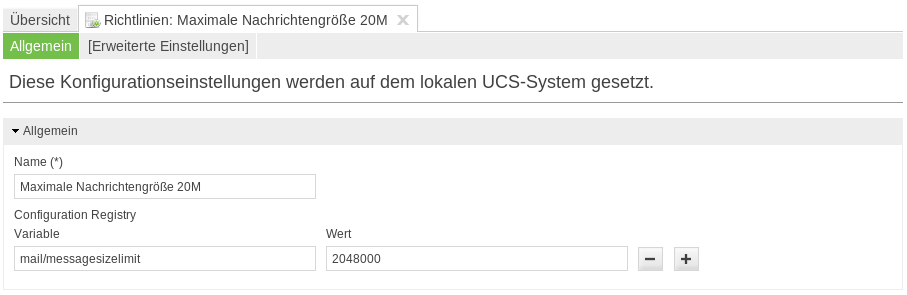 Übersicht Richtlinien: Maximale Nachrichtengröße 20M
Allgemein [Erweiterte Einstellungen]
Diese Konfigurationseinstellungen werden auf dem lokalen UCS-System gesetzt.
Allgemein
Name (*)
Maximale Nachrichtengröße 20M
Configuration Registry
Variable Wert
mail/messagesizelimit 2048000